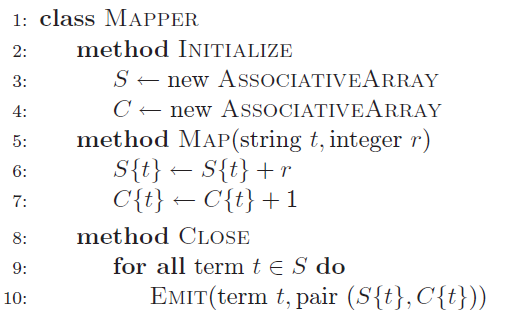 1: class MAPPER
2: method INITIALIZE
3: S ← new ASSOCIATIVEARRAY
4: C ← new ASSOCIATIVEARRAY
5: method MAP(string t, integer r)
6: S{t} ← S{t} + r
7: C{t} ← C{t} + 1
8: method CLOSE
9: for all term t ∈ S do
10: EMIT(term t, pair (S{t}, C{t}))